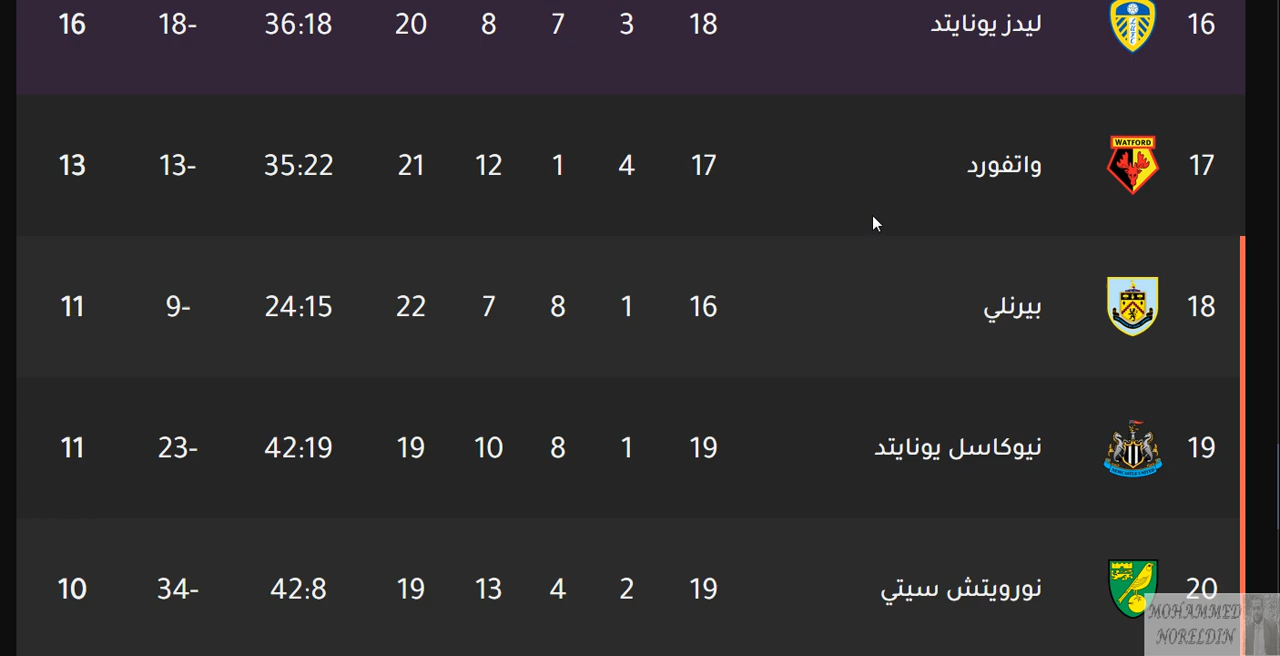 16 ليدز يونايتد 18 3 7 8 20 36:18 18- 16
WATFORD
17 واتفورد 17 4 1 12 21 35:22 13- 13
18 بيرنلي 16 1 8 7 22 24:15 9- 11
19 نيوكاسل يونايتد 19 1 8 10 19 42:19 23- 11
20 نورويتش سيتي 19 2 4 13 19 42:8 34- 10
MOHAMMED
NORELDIN